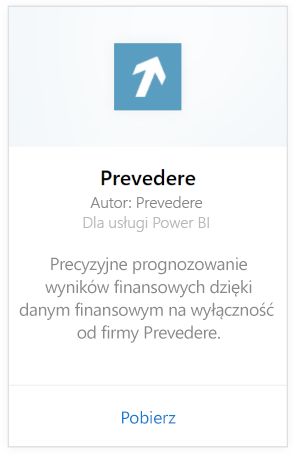 Prevedere
Autor: Prevedere
Dla usługi Power BI
Precyzyjne prognozowanie
wyników finansowych dzięki
danym finansowym na wyłączność
od firmy Prevedere.
Pobierz